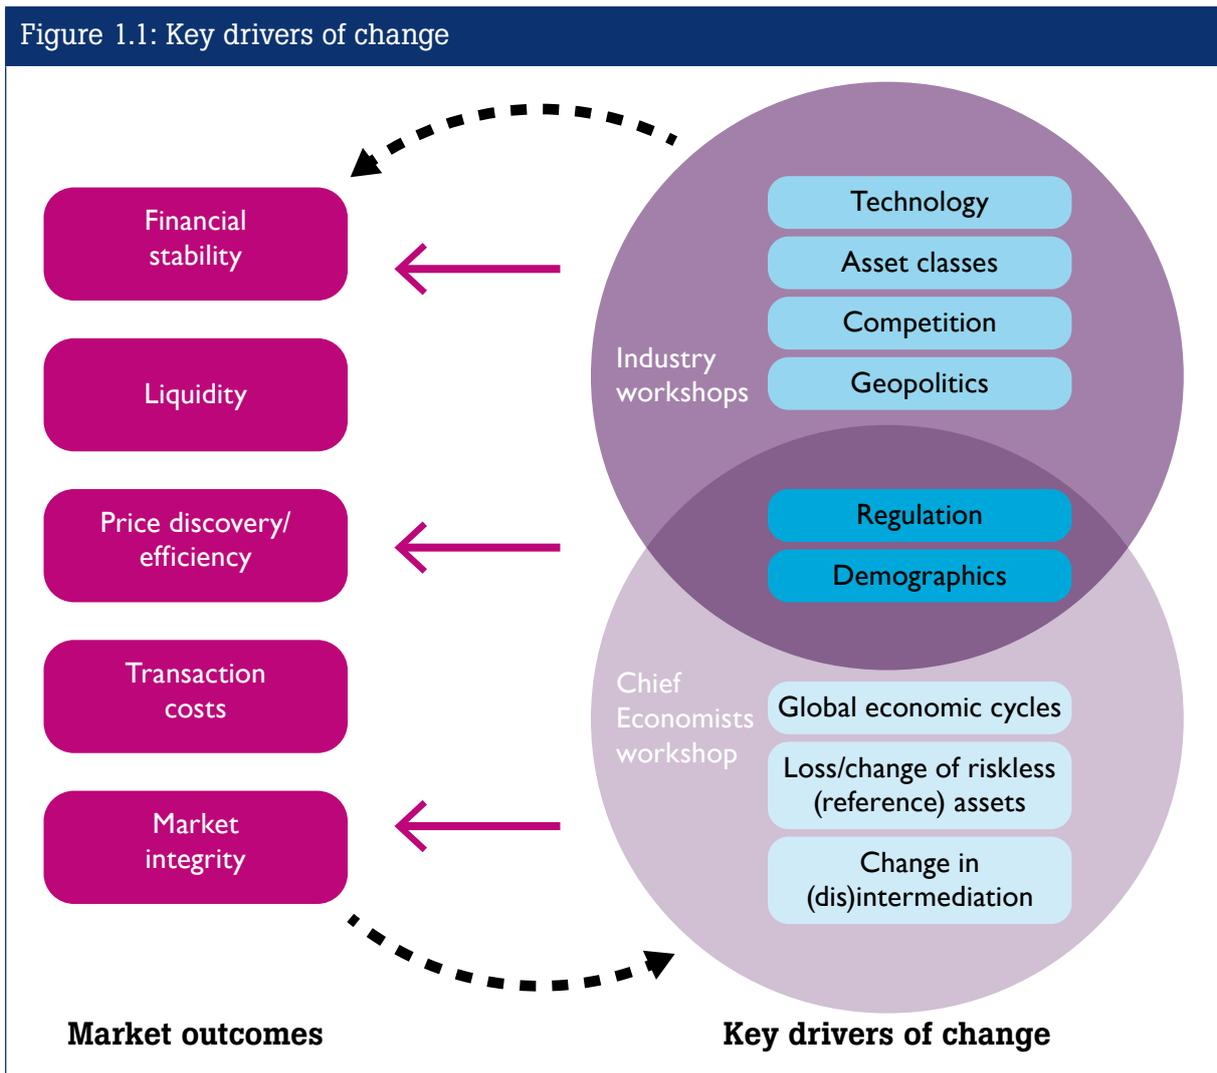 Figure 1.1: Key drivers of change
Financial
stability
Liquidity
Price discovery/
efficiency
Transaction
costs
Market
integrity
Market outcomes
Industry
workshops
Technology
Asset classes
Competition
Geopolitics
Regulation
Demographics
Chief
Economists
workshop
Global economic cycles
Loss/change of riskless
(reference) assets
Change in
(dis)intermediation
Key drivers of change